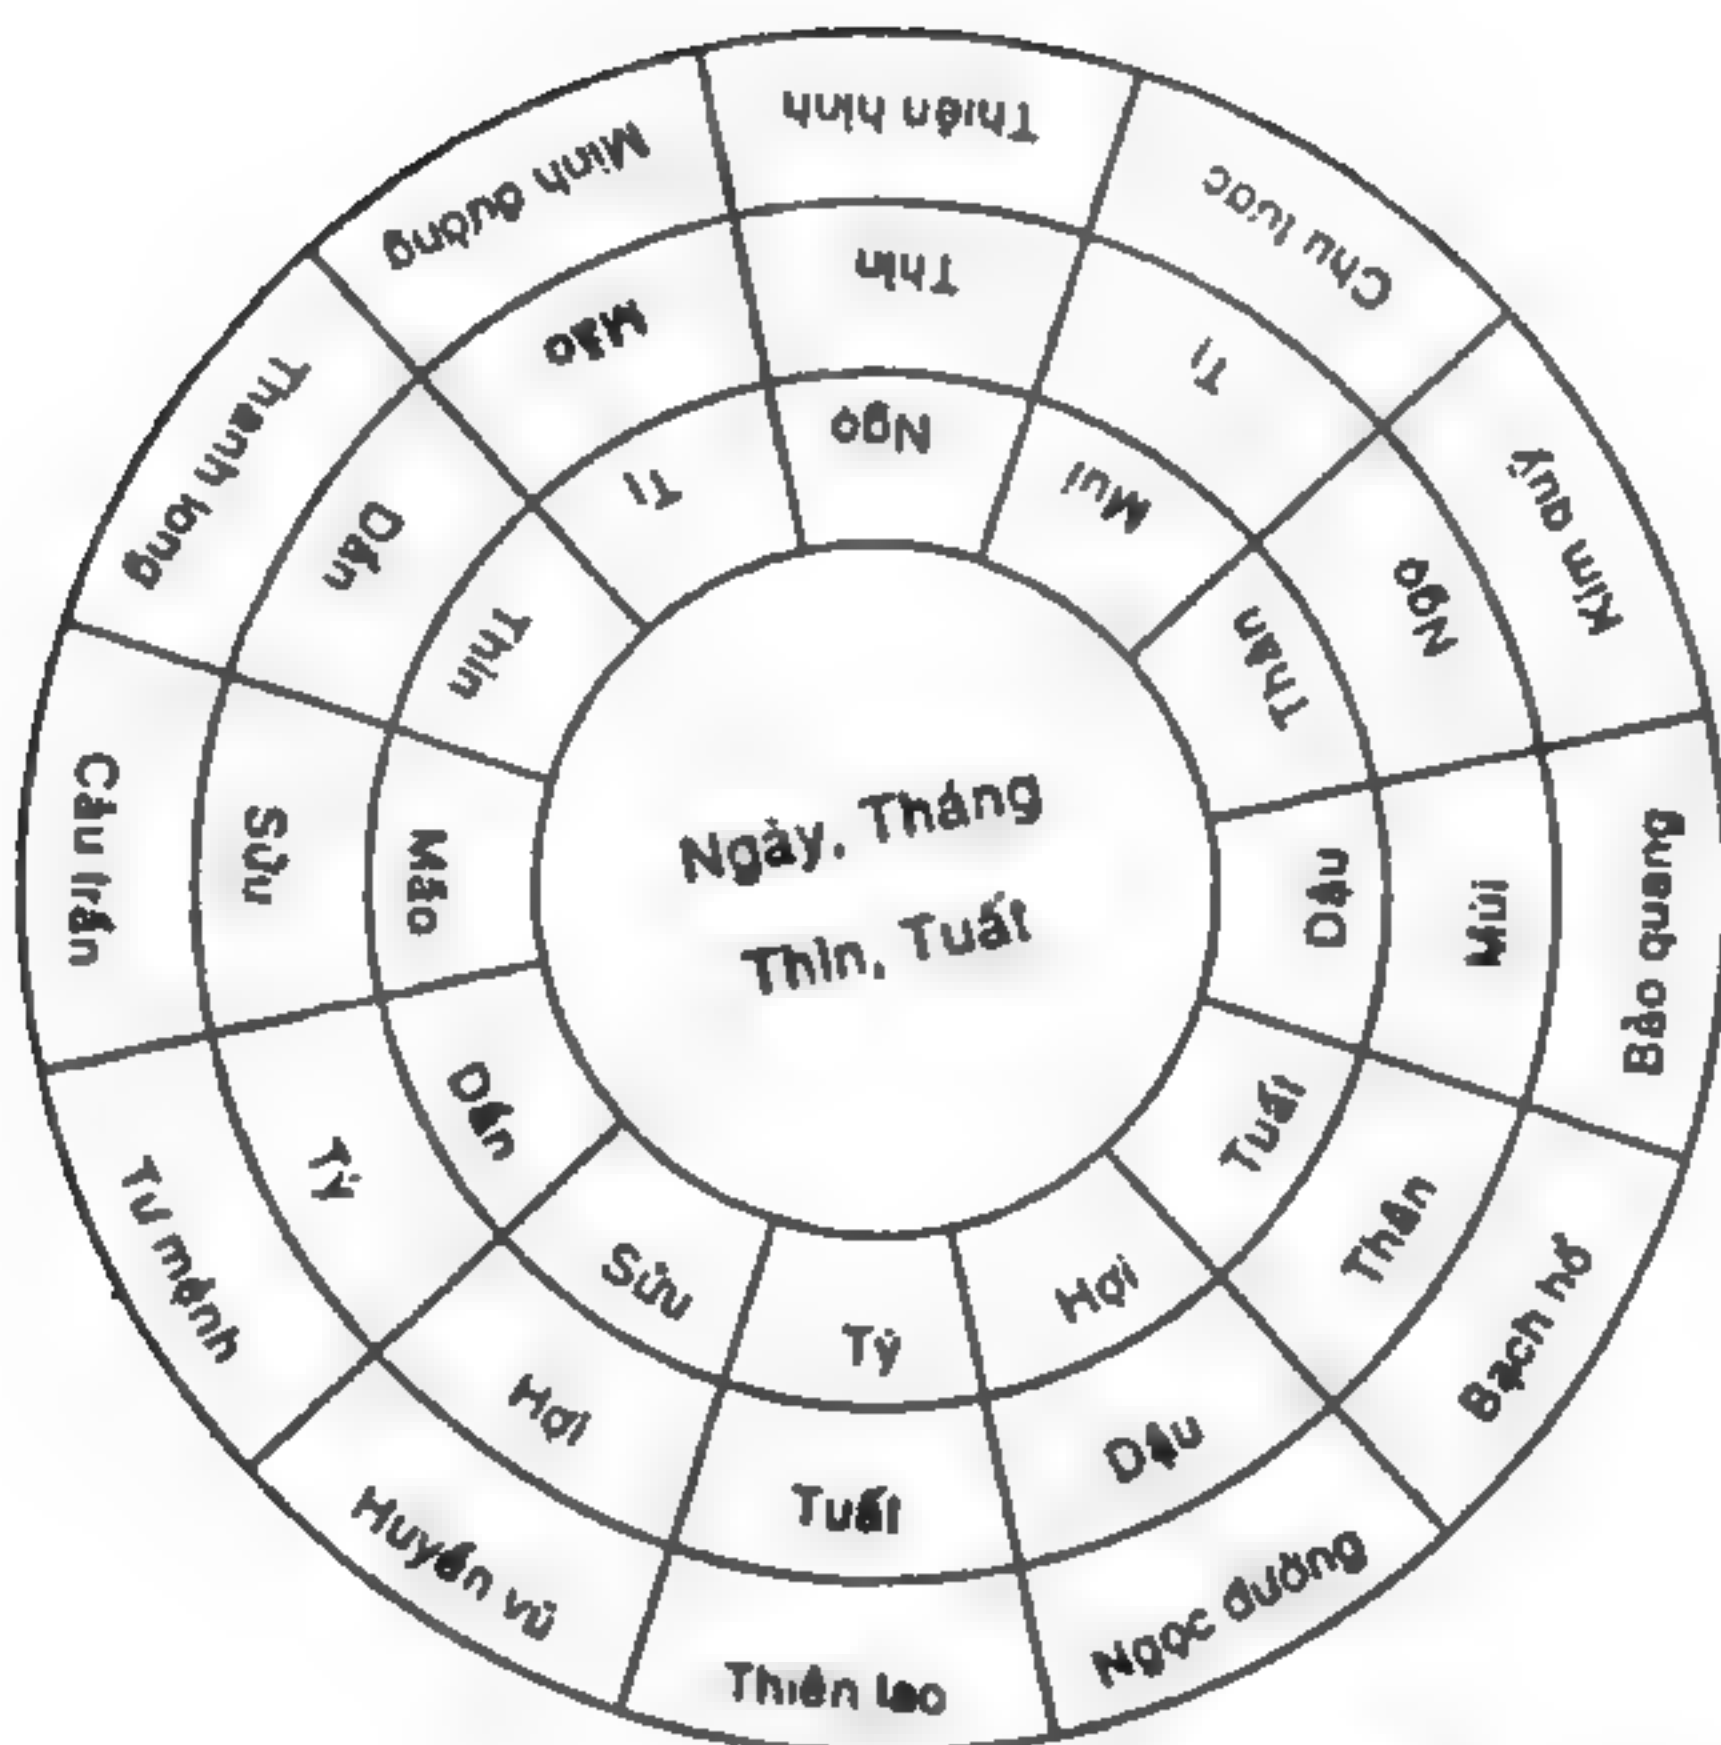 Thiên hình
Chu tước
Kim quỹ
Bảo quang
Bạch hổ
Ngọc đường
Thiên lao
Huyền vũ
Tư mệnh
Câu trần
Thanh long
Minh đường
Thìn
Tị
Ngọ
Mùi
Thân
Dậu
Tuất
Hợi
Tý
Sửu
Dần
Mão
Ngọ
Mùi
Thân
Dậu
Tuất
Hợi
Tý
Sửu
Dần
Mão
Thìn
Tị
Ngày, Tháng
Thìn, Tuất